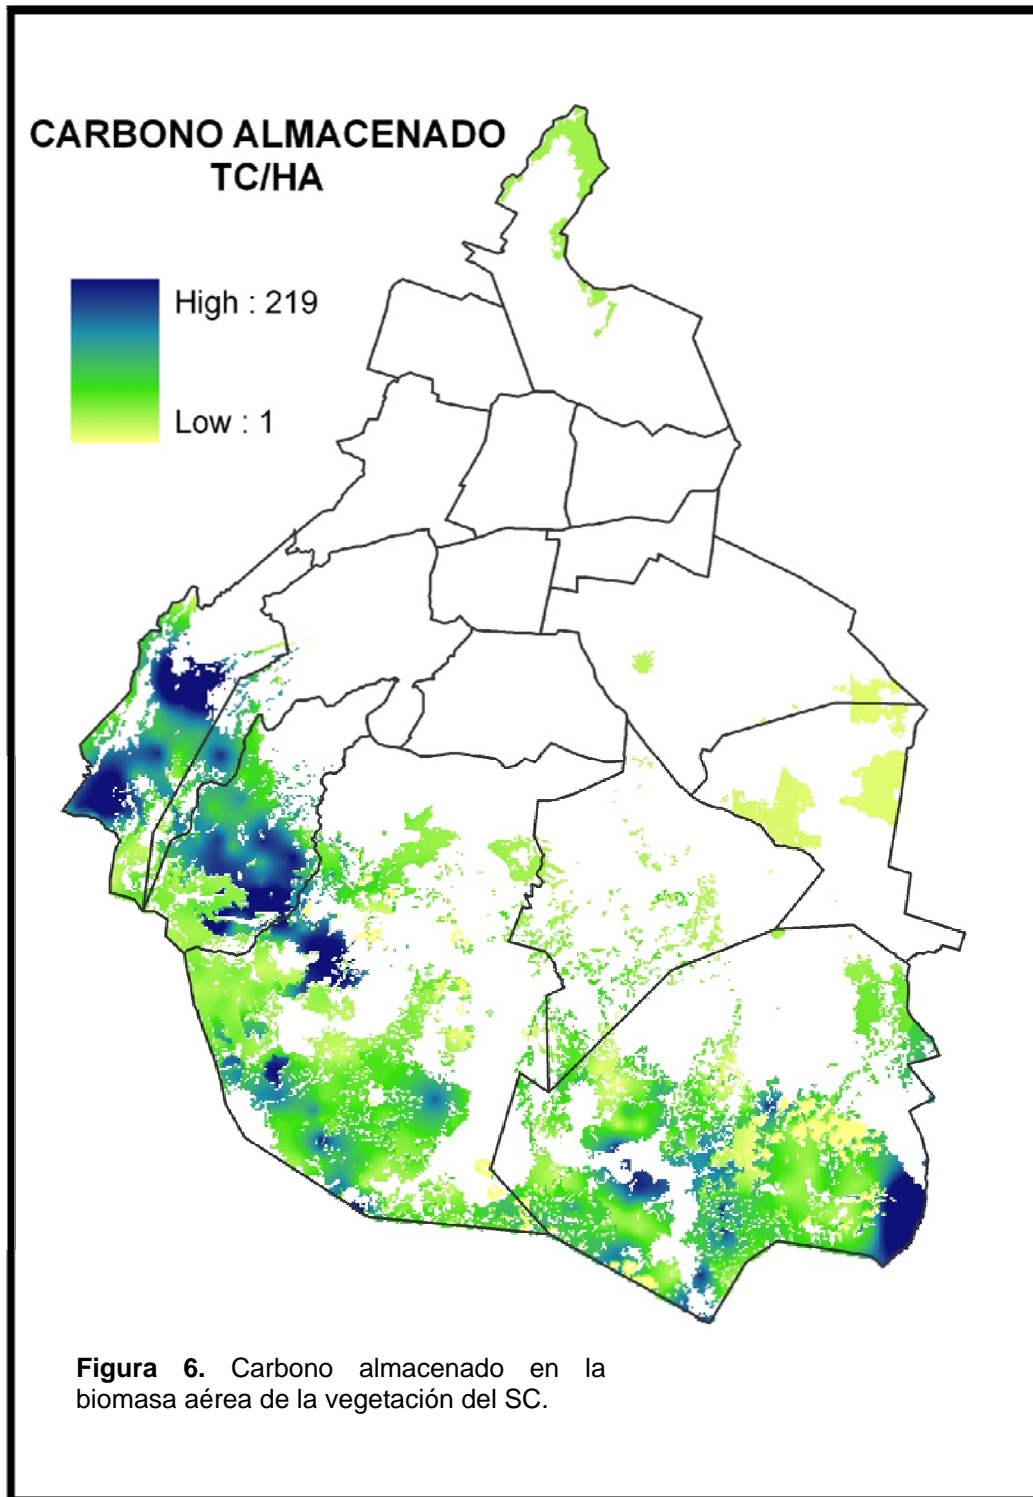 CARBONO ALMACENADO
TC/HA
High : 219
Low : 1
Figura 6. Carbono almacenado en la
biomasa aérea de la vegetación del SC.